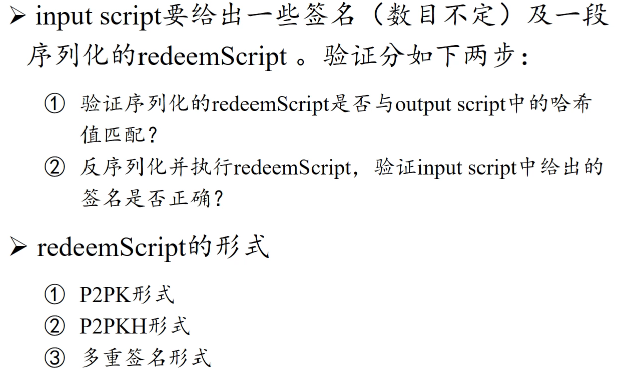 ➢ input script要给出一些签名（数目不定）及一段
序列化的redeemScript 。验证分如下两步：
① 验证序列化的redeemScript是否与output script中的哈希
值匹配？
② 反序列化并执行redeemScript，验证input script中给出的
签名是否正确？
➢ redeemScript的形式
① P2PK形式
② P2PKH形式
③ 多重签名形式